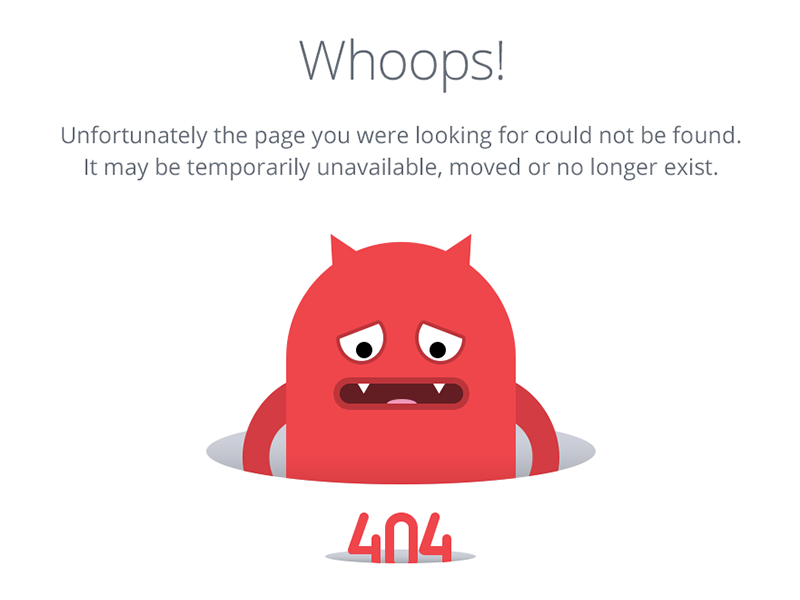 Whoops!
Unfortunately the page you were looking for could not be found.
It may be temporarily unavailable, moved or no longer exist.
404